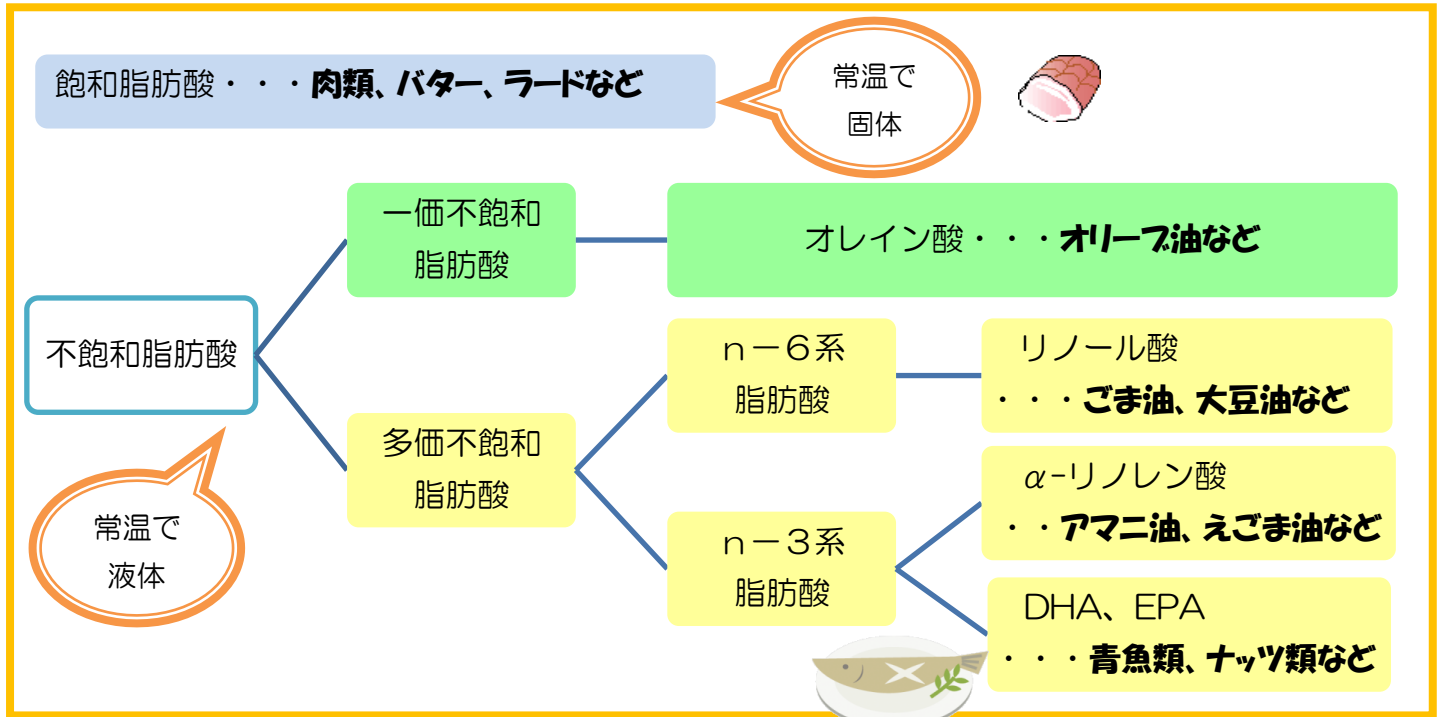 飽和脂肪酸・・・肉類、バター、ラードなど
常温で
固体
一価不飽和
脂肪酸
オレイン酸・・・オリーブ油など
不飽和脂肪酸
常温で
液体
多価不飽和
脂肪酸
n－6系
脂肪酸
リノール酸
・・・ごま油、大豆油など
n－3系
脂肪酸
α-リノレン酸
・・アマニ油、えごま油など
DHA、EPA
・・・青魚類、ナッツ類など